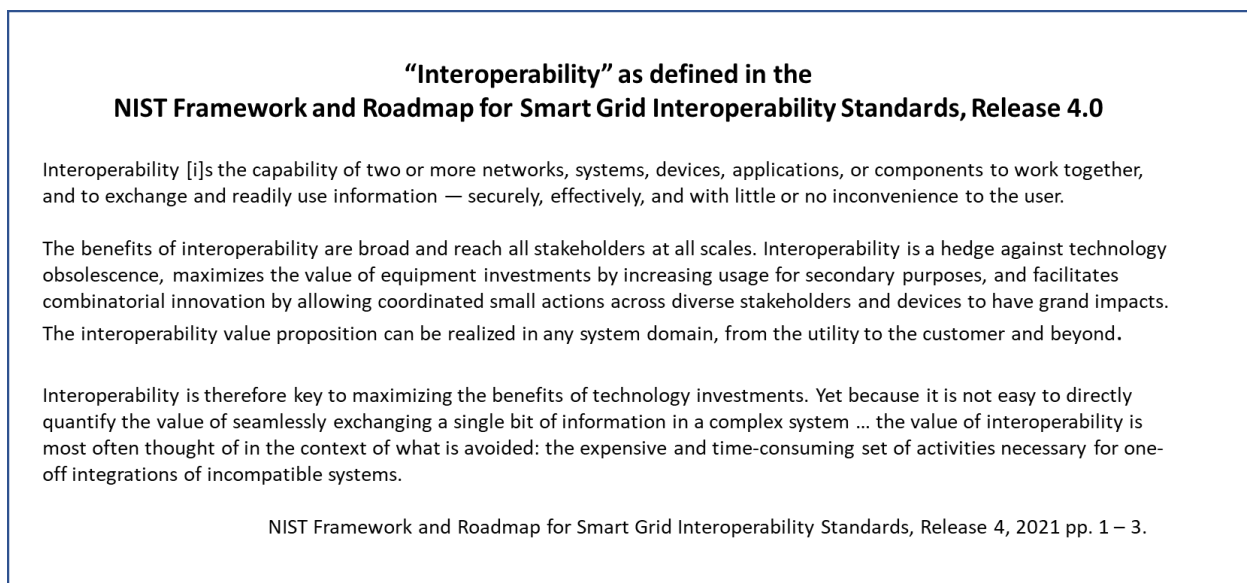 “Interoperability” as defined in the
NIST Framework and Roadmap for Smart Grid Interoperability Standards, Release 4.0
Interoperability [i]s the capability of two or more networks, systems, devices, applications, or components to work together,
and to exchange and readily use information — securely, effectively, and with little or no inconvenience to the user.
The benefits of interoperability are broad and reach all stakeholders at all scales. Interoperability is a hedge against technology
obsolescence, maximizes the value of equipment investments by increasing usage for secondary purposes, and facilitates
combinatorial innovation by allowing coordinated small actions across diverse stakeholders and devices to have grand impacts.
The interoperability value proposition can be realized in any system domain, from the utility to the customer and beyond.
Interoperability is therefore key to maximizing the benefits of technology investments. Yet because it is not easy to directly
quantify the value of seamlessly exchanging a single bit of information in a complex system … the value of interoperability is
most often thought of in the context of what is avoided: the expensive and time-consuming set of activities necessary for one-
off integrations of incompatible systems.
NIST Framework and Roadmap for Smart Grid Interoperability Standards, Release 4, 2021 pp. 1 – 3.